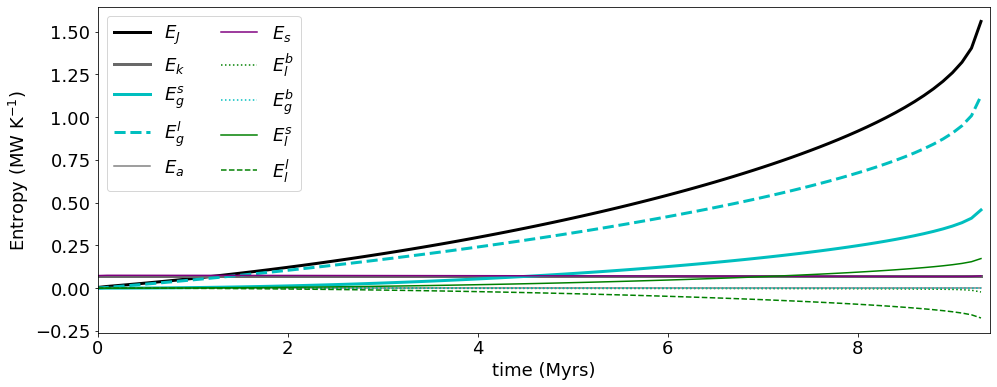 1.50
1.25
1.00
0.75
0.50
0.25
0.00
−0.25
Entropy (MW K⁻¹)
E_J
E_k
E_g^s
E_g^l
E_a
E_s
E_l^b
E_g^b
E_l^s
E_l^l
0 2 4 6 8
time (Myrs)